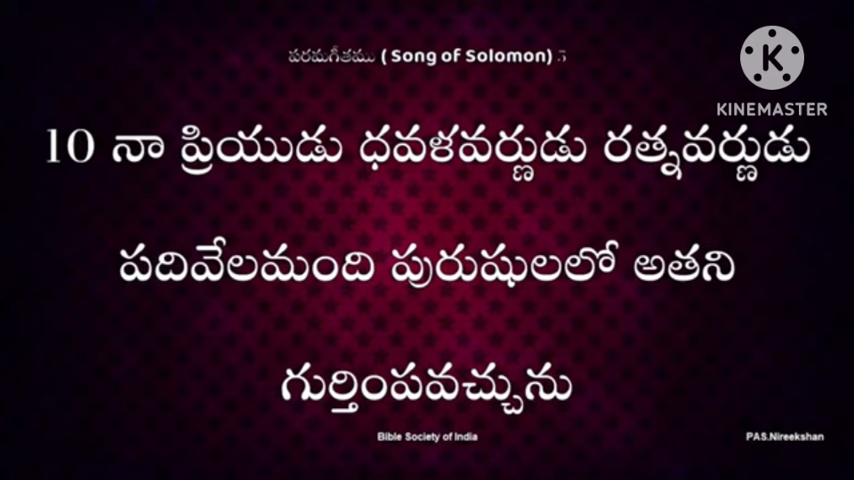 పరమగీతము ( Song of Solomon) 5
KINEMASTER
10 నా ప్రియుడు ధవళవర్ణుడు రత్నవర్ణుడు
పదివేలమంది పురుషులలో అతని
గుర్తింపవచ్చును
Bible Society of India
PAS.Nireekshan